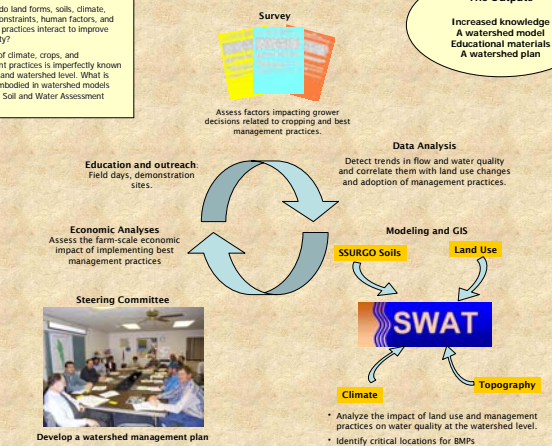 do land forms, soils, climate,
onstraints, human factors, and
practices interact to improve
ty?
of climate, crops, and
ent practices is imperfectly known
and watershed level. What is
mbodied in watershed models
Soil and Water Assessment
The Outputs
Increased knowledge
A watershed model
Educational materials
A watershed plan
Survey
Assess factors impacting grower
decisions related to cropping and best
management practices.
Data Analysis
Detect trends in flow and water quality
and correlate them with land use changes
and adoption of management practices.
Education and outreach:
Field days, demonstration
sites.
Economic Analyses
Assess the farm-scale economic
impact of implementing best
management practices
Modeling and GIS
SSURGO Soils
Land Use
SWAT
Climate
Topography
• Analyze the impact of land use and management
practices on water quality at the watershed level.
• Identify critical locations for BMPs
Steering Committee
Develop a watershed management plan